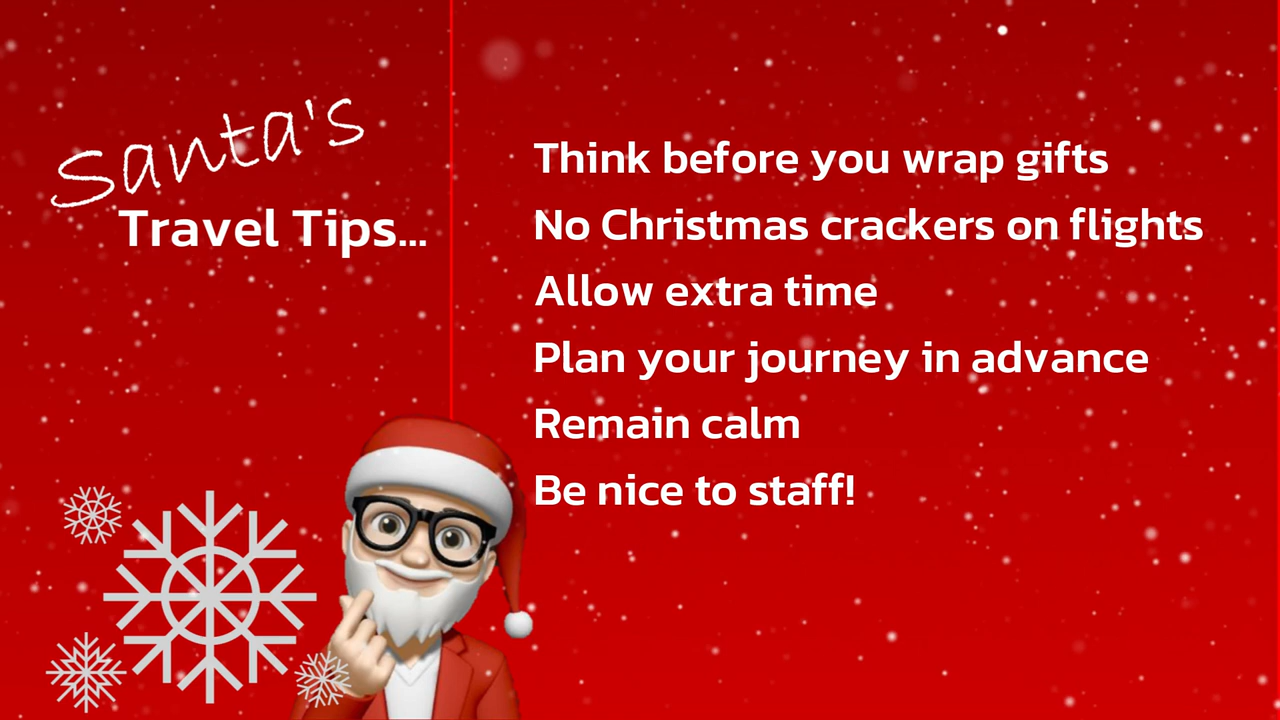 Santa's
Travel Tips...
Think before you wrap gifts
No Christmas crackers on flights
Allow extra time
Plan your journey in advance
Remain calm
Be nice to staff!